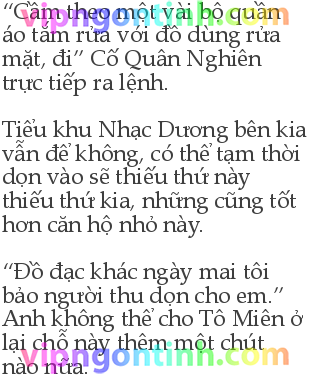 “Cầm theo một vài bộ quần
áo tắm rửa với đồ dùng rửa
mặt, đi” Cố Quân Nghiên
trực tiếp ra lệnh.
Tiểu khu Nhạc Dương bên kia
vẫn để không, có thể tạm thời
dọn vào sẽ thiếu thứ này
thiếu thứ kia, những cũng tốt
hơn căn hộ nhỏ này.
“Đồ đạc khác ngày mai tôi
bảo người thu dọn cho em.”
Anh không thể cho Tô Miên ở
lại chỗ này thêm một chút
nào nữa.
vipngontinh.com
vipngontinh.com